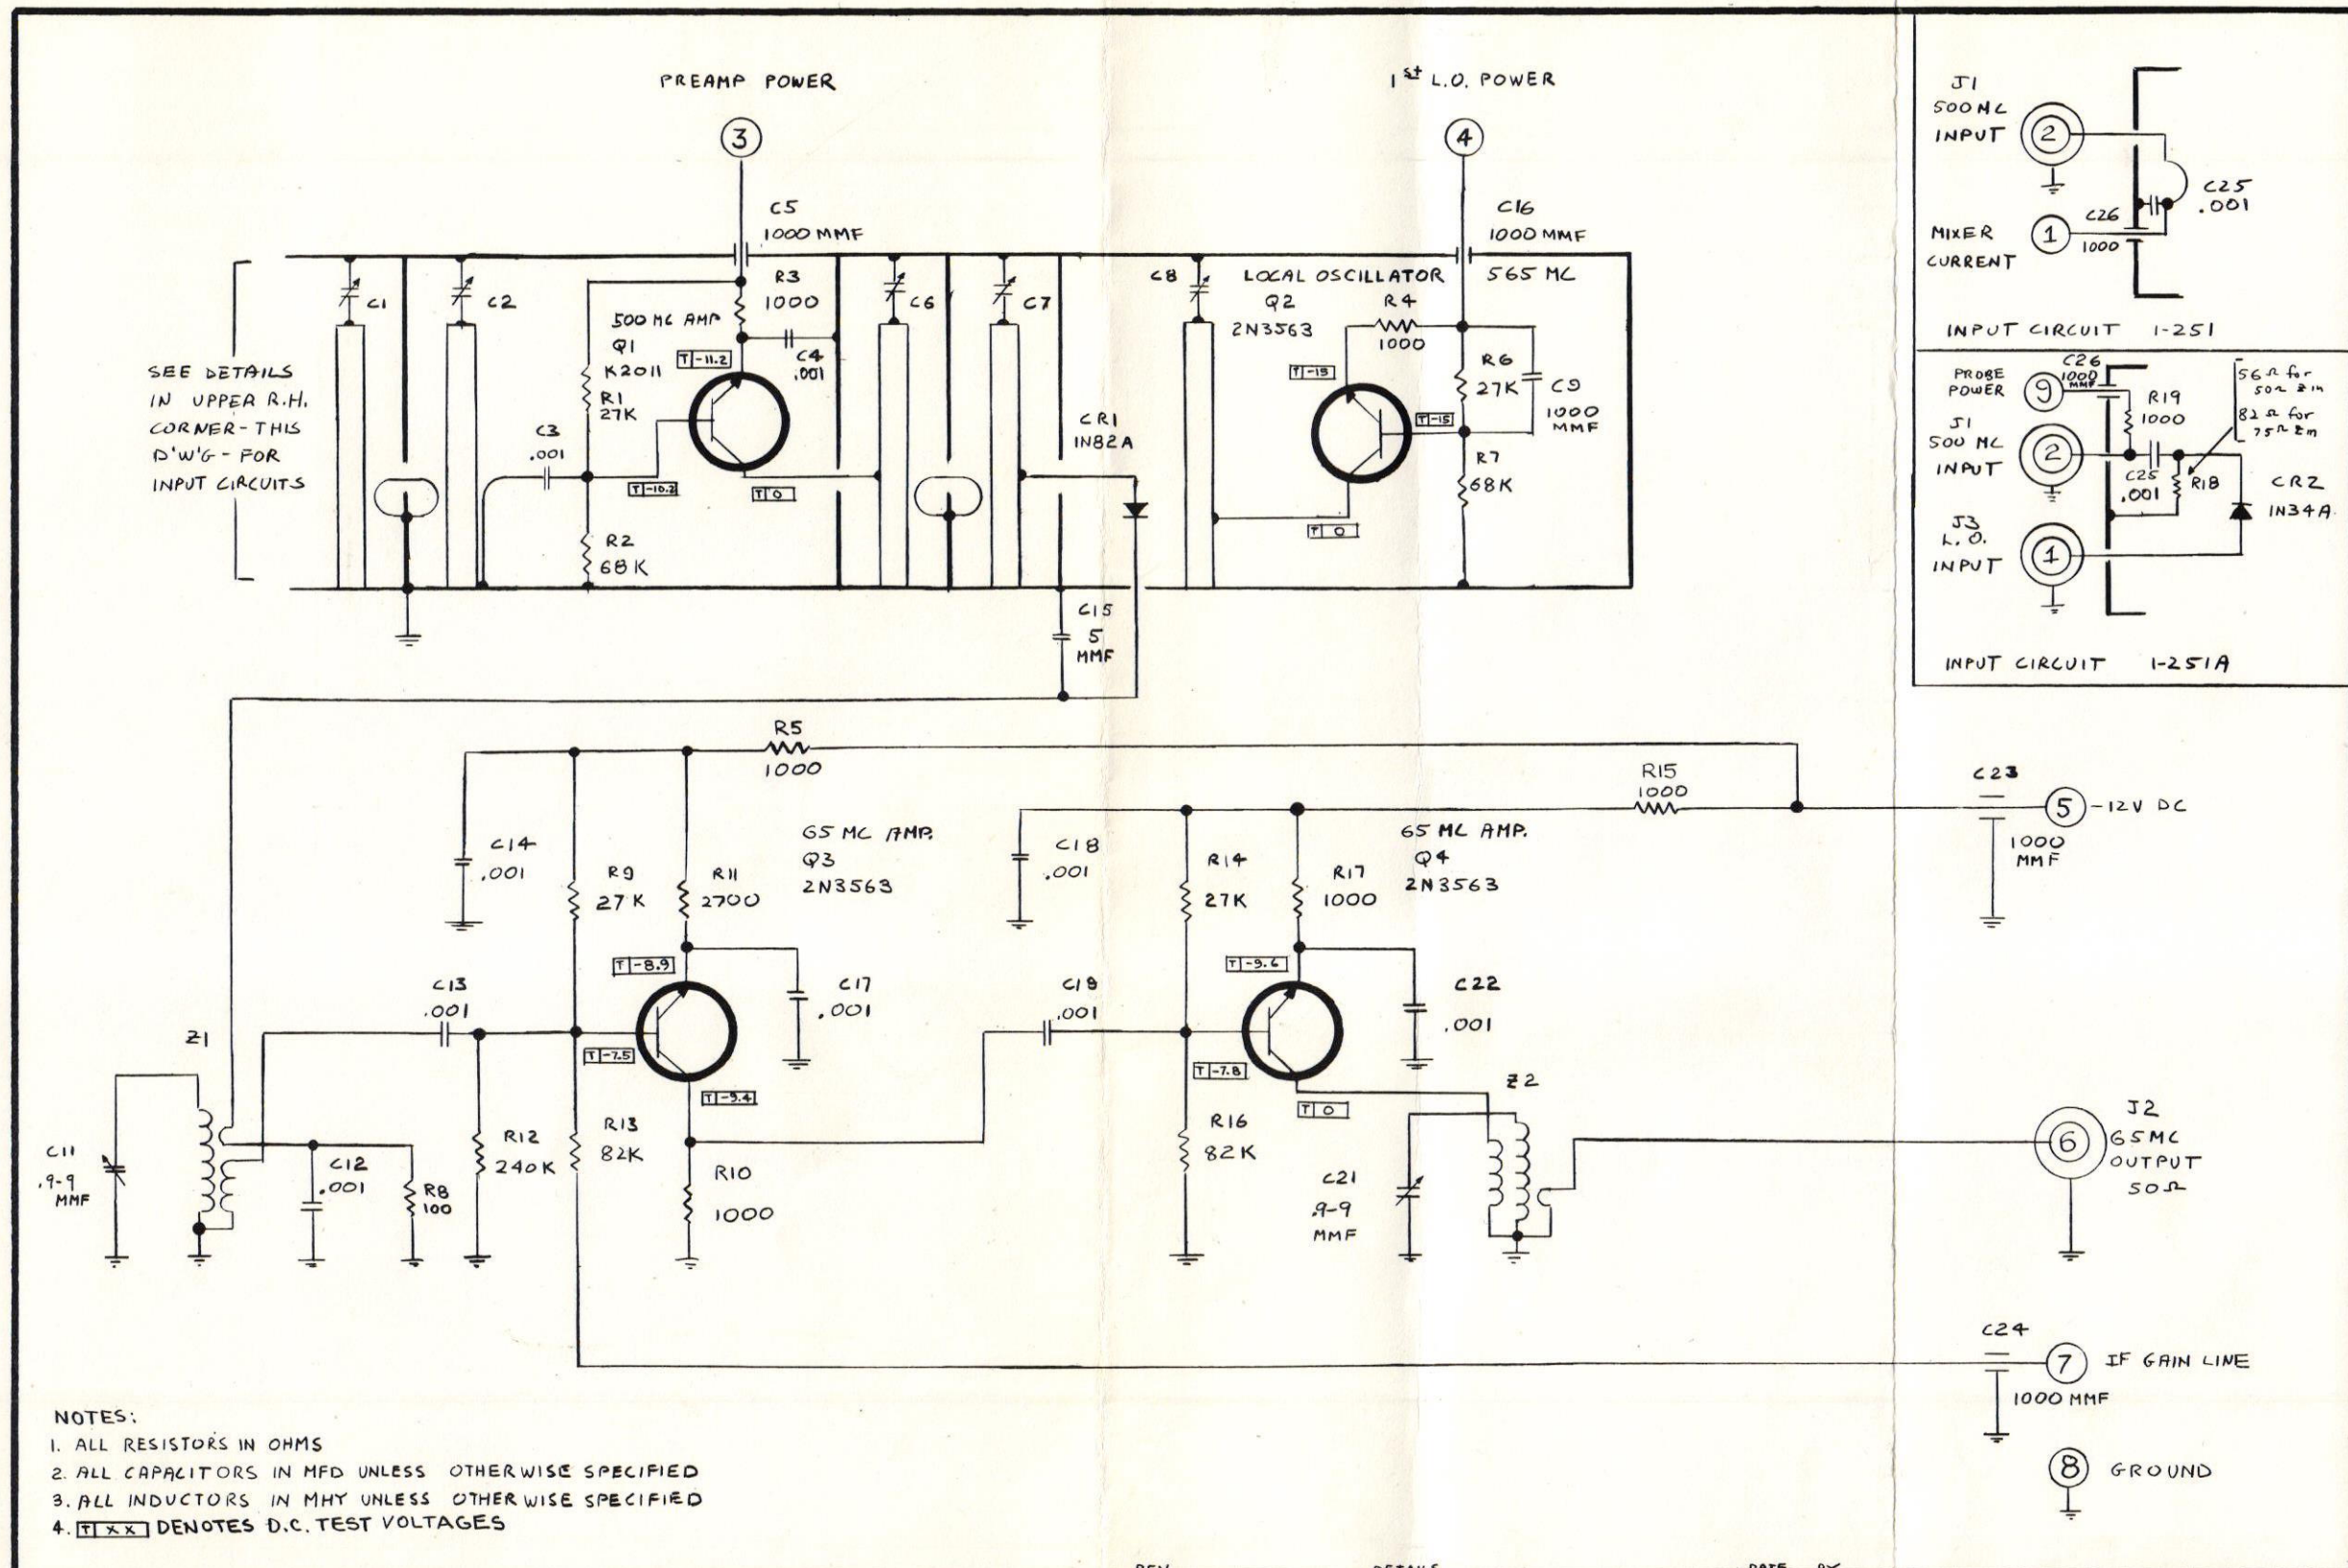 PREAMP POWER
3
C5
1000 MMF
1st L.O. POWER
4
C16
1000 MMF
565 MC
SEE DETAILS
IN UPPER R.H.
CORNER - THIS
D'W'G - FOR
INPUT CIRCUITS
C1
C2
500 MC AMP
Q1
K2011
R1
27K
R3
1000
T -11.2
C4
.001
C3
.001
T -10.2
T 0
R2
68K
C6
C7
CR1
1N82A
C8
LOCAL OSCILLATOR
Q2
2N3563
R4
1000
T -15
T -15
R6
27K
C9
1000
MMF
R7
68K
T 0
C15
5
MMF
J1
500 MC
INPUT
2
C25
.001
MIXER
CURRENT
1
C26
1000
INPUT CIRCUIT 1-251
PROBE
POWER
9
C26
1000
MMF
R19
1000
56Ω for
50Ω Zin
82Ω for
75Ω Zin
J1
500 MC
INPUT
2
C25
.001
R18
CR2
1N34A
J3
L.O.
INPUT
1
INPUT CIRCUIT 1-251A
R5
1000
R15
1000
C23
5
-12V DC
1000
MMF
C14
.001
R9
27K
R11
2700
65 MC AMP.
Q3
2N3563
C18
.001
R14
27K
R17
1000
65 MC AMP.
Q4
2N3563
T -8.9
C17
.001
C13
.001
T -7.5
T -9.4
C19
.001
T -9.6
C22
.001
T -7.8
T 0
Z1
C11
.9-9
MMF
C12
.001
R8
100
R12
240K
R13
82K
R10
1000
R16
82K
Z2
C21
.9-9
MMF
6
J2
65MC
OUTPUT
50Ω
C24
7
IF GAIN LINE
1000 MMF
8
GROUND
NOTES:
1. ALL RESISTORS IN OHMS
2. ALL CAPACITORS IN MFD UNLESS OTHERWISE SPECIFIED
3. ALL INDUCTORS IN MHY UNLESS OTHERWISE SPECIFIED
4. T X X DENOTES D.C. TEST VOLTAGES